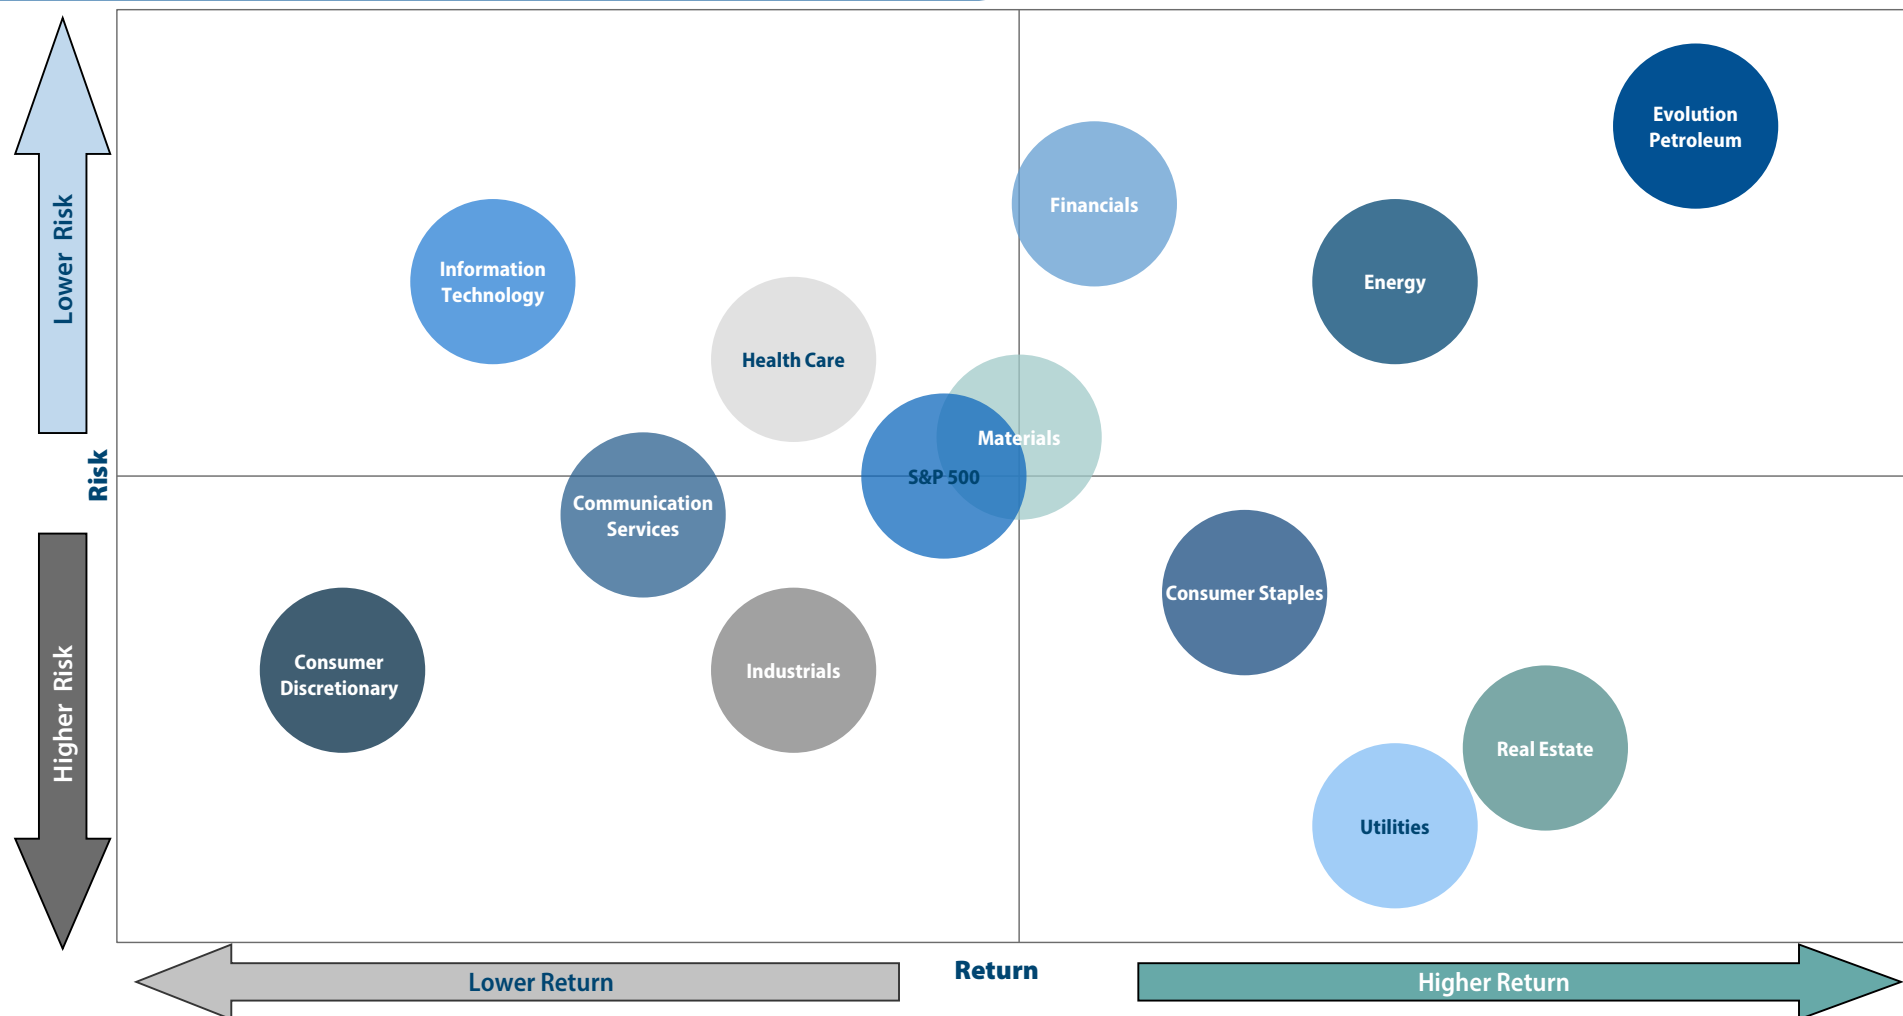 Evolution
Petroleum
Financials
Information
Technology
Energy
Health Care
Materials
S&P 500
Communication
Services
Consumer Staples
Consumer
Discretionary
Industrials
Real Estate
Utilities
Lower Risk
Risk
Higher Risk
Lower Return
Return
Higher Return